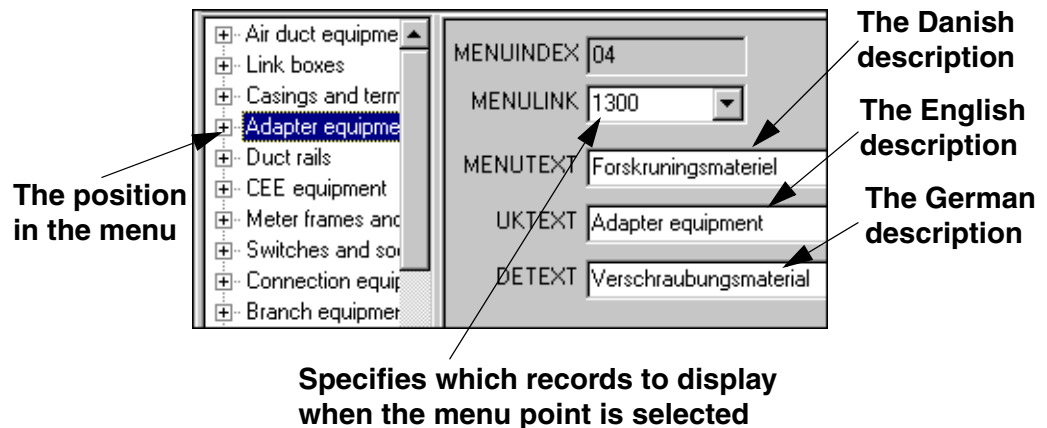 Air duct equipme
Link boxes
Casings and term
Adapter equipme
Duct rails
CEE equipment
Meter frames and
Switches and so
Connection equip
Branch equipmen
MENUINDEX 04
MENULINK 1300
MENUTEXT Forskruningsmateriel
UKTEXT Adapter equipment
DETEXT Verschraubungsmaterial
The Danish
description
The English
description
The German
description
The position
in the menu
Specifies which records to display
when the menu point is selected